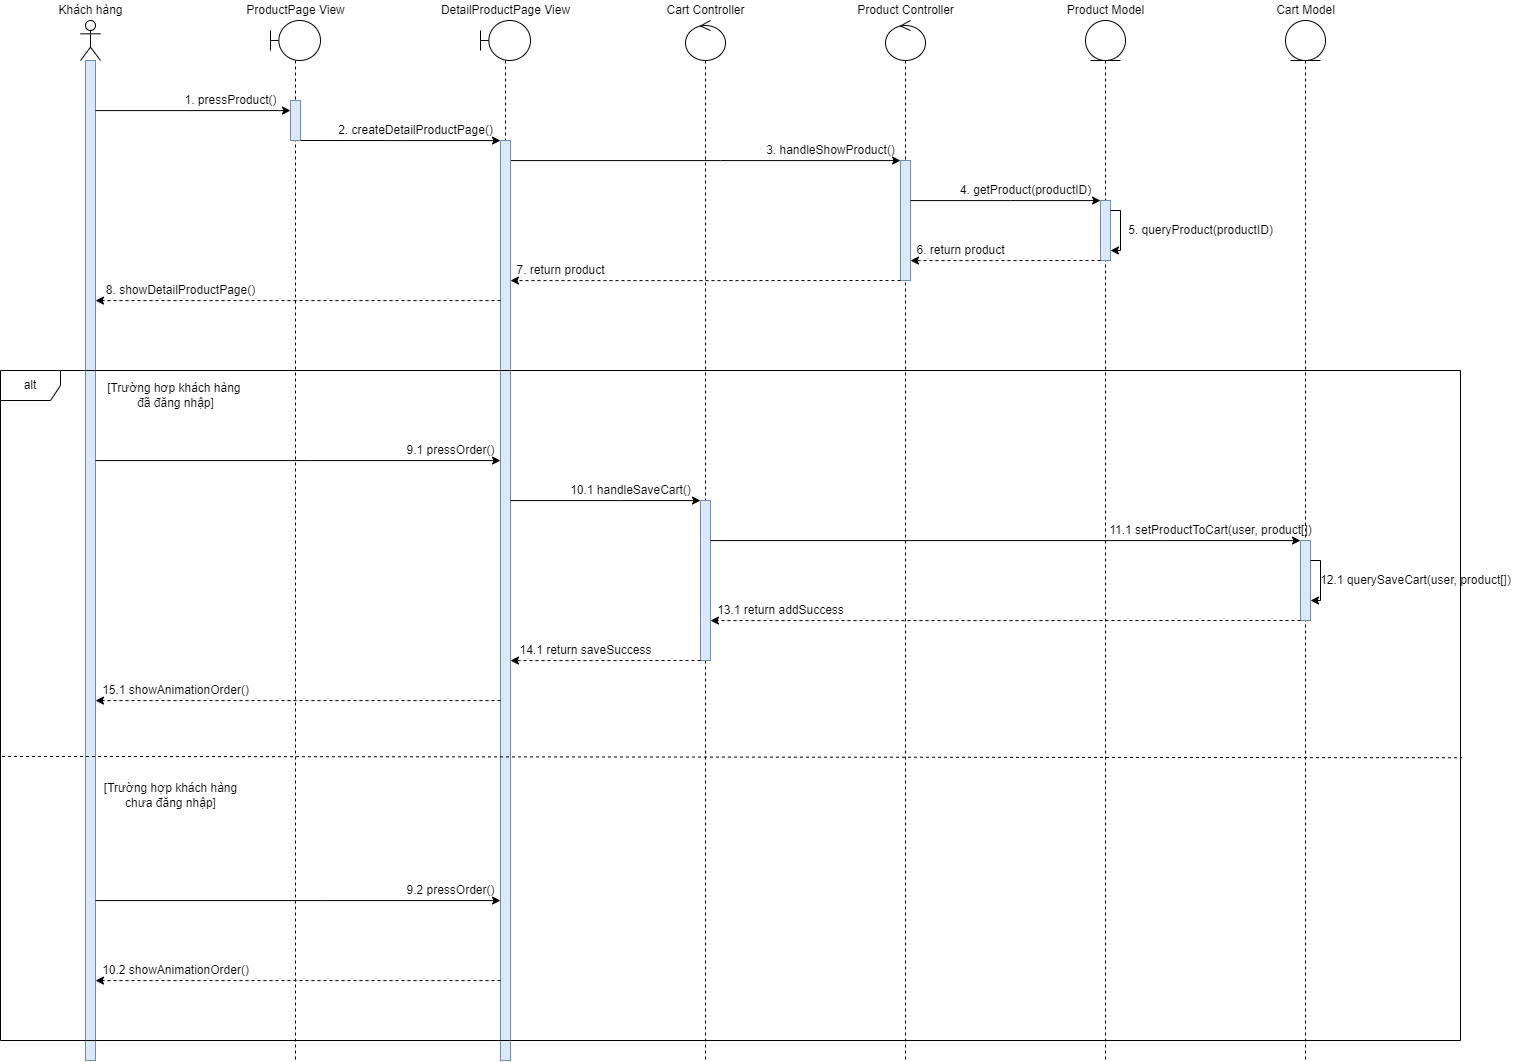 Khách hàng
ProductPage View
DetailProductPage View
Cart Controller
Product Controller
Product Model
Cart Model
1. pressProduct()
2. createDetailProductPage()
3. handleShowProduct()
4. getProduct(productID)
5. queryProduct(productID)
6. return product
7. return product
8. showDetailProductPage()
alt
[Trường hợp khách hàng
đã đăng nhập]
9.1 pressOrder()
10.1 handleSaveCart()
11.1 setProductToCart(user, product[])
12.1 querySaveCart(user, product[])
13.1 return addSuccess
14.1 return saveSuccess
15.1 showAnimationOrder()
[Trường hợp khách hàng
chưa đăng nhập]
9.2 pressOrder()
10.2 showAnimationOrder()